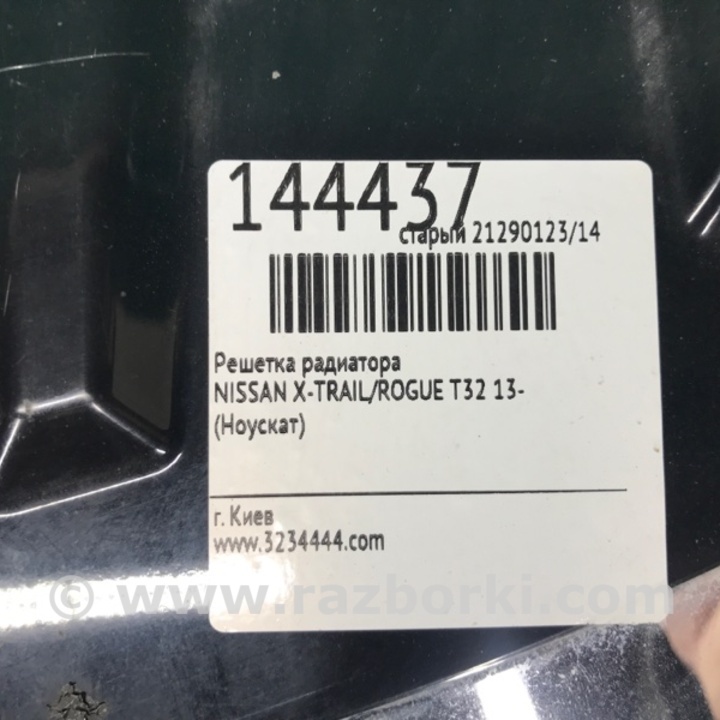 144437
старый 21290123/14
Решетка радиатора
NISSAN X-TRAIL/ROGUE T32 13-
(Ноускат)
г. Киев
www.3234444.com
© www.razborki.com